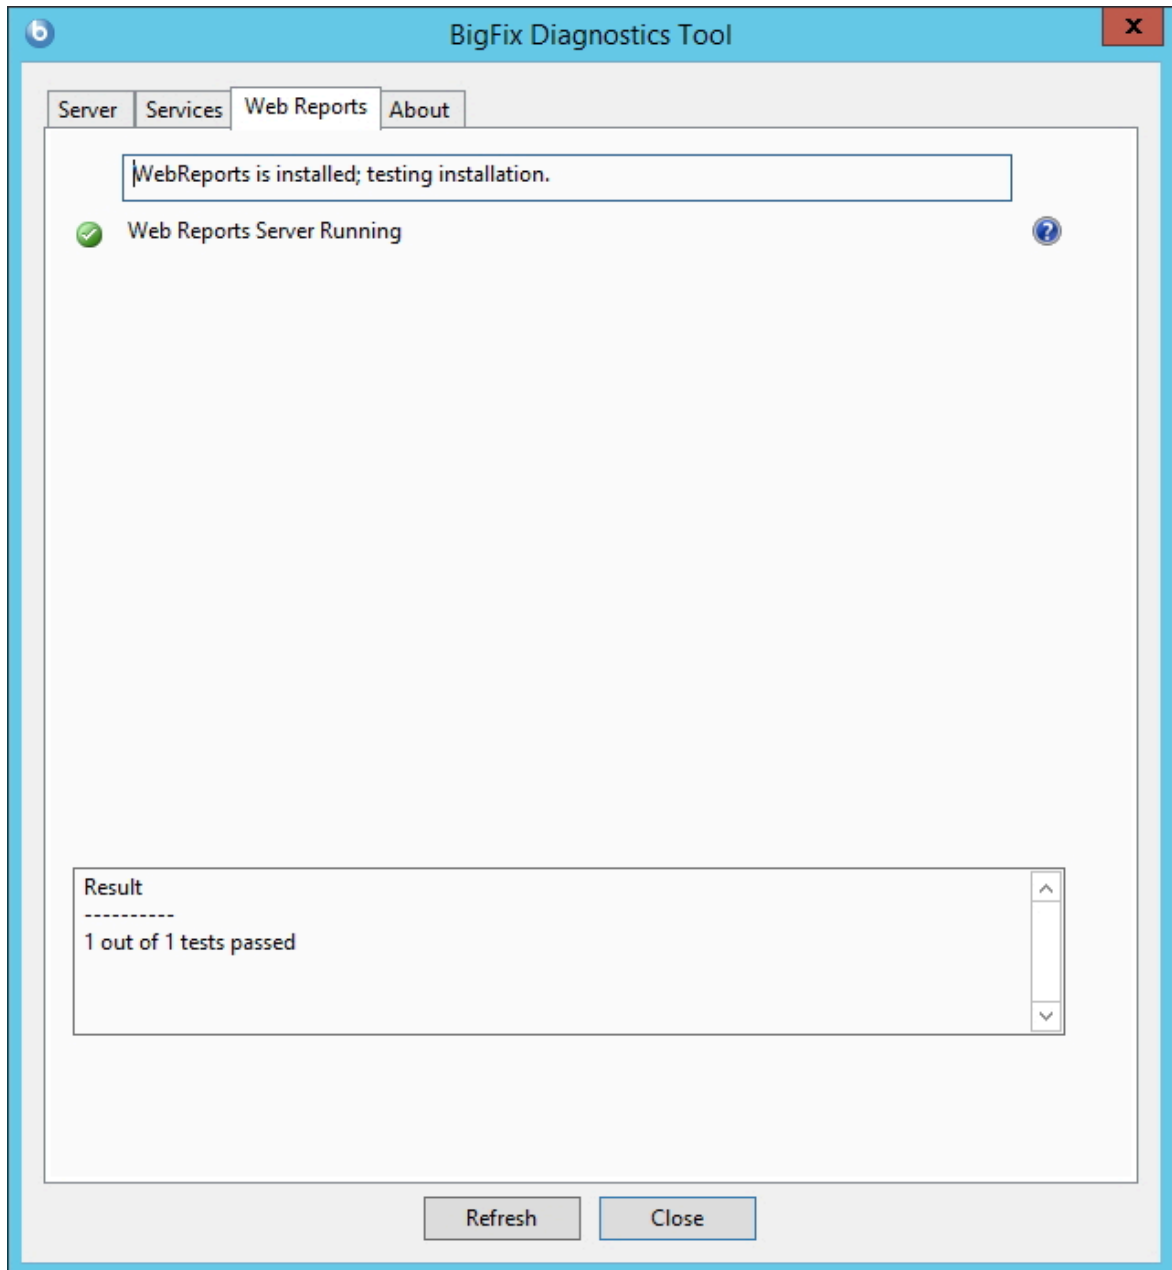 b
BigFix Diagnostics Tool
x
Server Services Web Reports About
WebReports is installed; testing installation.
Web Reports Server Running
?
Result
----------
1 out of 1 tests passed
Refresh Close